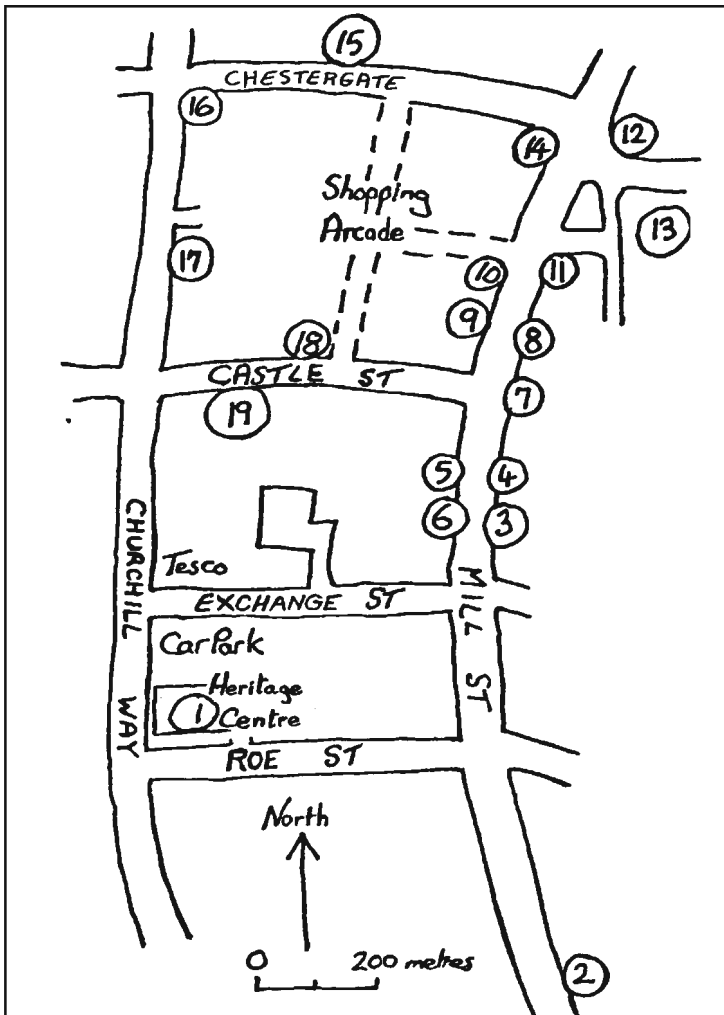 15
CHESTERGATE
16
12
14
Shopping
Arcade
13
17
10
11
9
8
18
CASTLE ST
7
19
5
4
6
3
CHURCHILL WAY
Tesco
EXCHANGE ST
MILL ST
Car Park
Heritage
1 Centre
ROE ST
North
0 200 metres
2